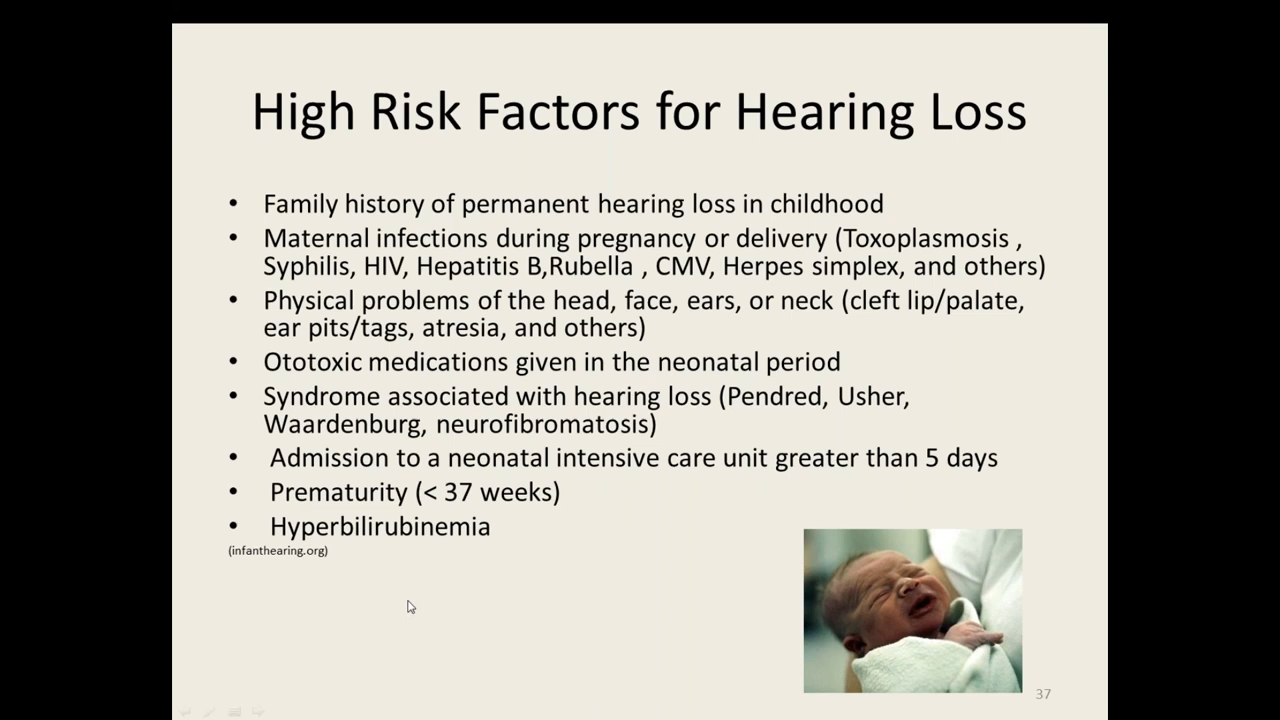 High Risk Factors for Hearing Loss
• Family history of permanent hearing loss in childhood
• Maternal infections during pregnancy or delivery (Toxoplasmosis ,
Syphilis, HIV, Hepatitis B,Rubella , CMV, Herpes simplex, and others)
• Physical problems of the head, face, ears, or neck (cleft lip/palate,
ear pits/tags, atresia, and others)
• Ototoxic medications given in the neonatal period
• Syndrome associated with hearing loss (Pendred, Usher,
Waardenburg, neurofibromatosis)
• Admission to a neonatal intensive care unit greater than 5 days
• Prematurity (< 37 weeks)
• Hyperbilirubinemia
(infanthearing.org)
37